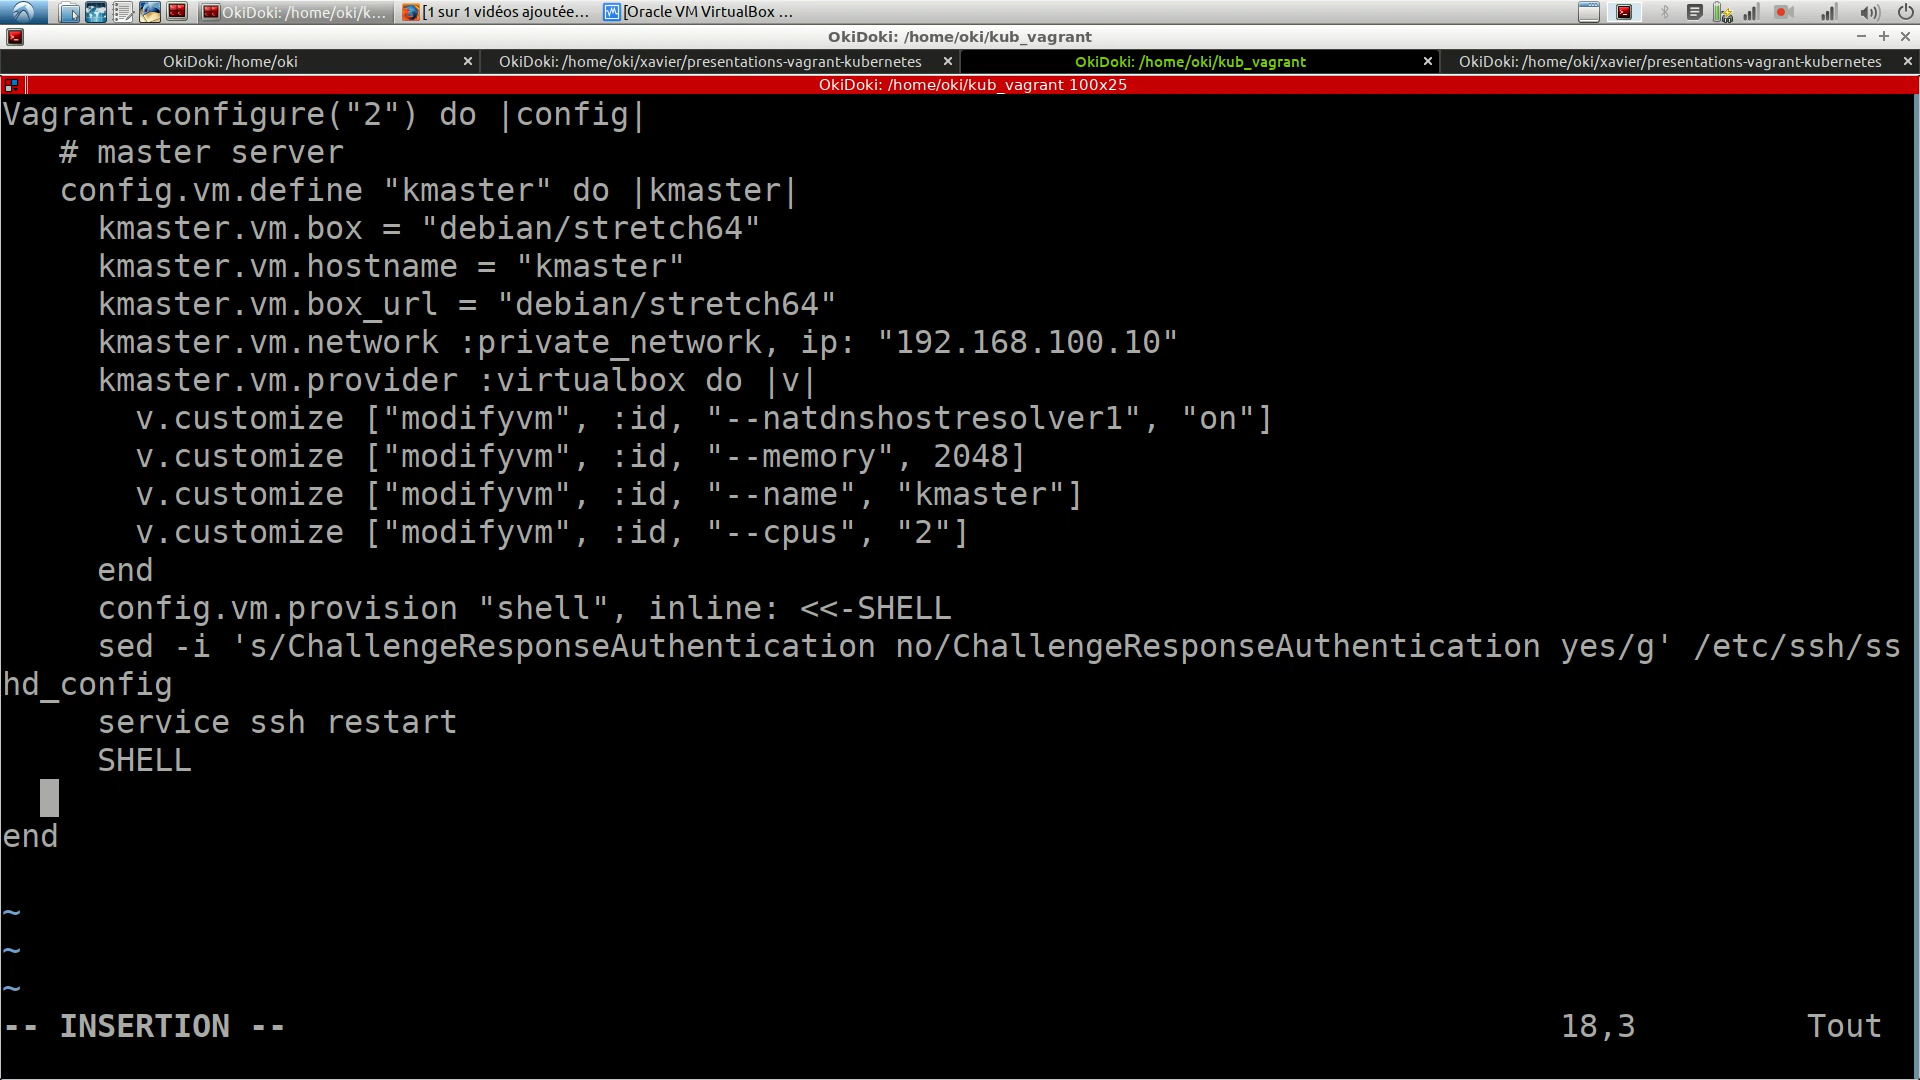 OkiDoki: /home/oki/k...
[1 sur 1 vidéos ajoutée...
[Oracle VM VirtualBox ...
OkiDoki: /home/oki/kub_vagrant
OkiDoki: /home/oki
OkiDoki: /home/oki/xavier/presentations-vagrant-kubernetes
OkiDoki: /home/oki/kub_vagrant
OkiDoki: /home/oki/xavier/presentations-vagrant-kubernetes
OkiDoki: /home/oki/kub_vagrant 100x25
Vagrant.configure("2") do |config|
   # master server
   config.vm.define "kmaster" do |kmaster|
     kmaster.vm.box = "debian/stretch64"
     kmaster.vm.hostname = "kmaster"
     kmaster.vm.box_url = "debian/stretch64"
     kmaster.vm.network :private_network, ip: "192.168.100.10"
     kmaster.vm.provider :virtualbox do |v|
       v.customize ["modifyvm", :id, "--natdnshostresolver1", "on"]
       v.customize ["modifyvm", :id, "--memory", 2048]
       v.customize ["modifyvm", :id, "--name", "kmaster"]
       v.customize ["modifyvm", :id, "--cpus", "2"]
     end
     config.vm.provision "shell", inline: <<-SHELL
     sed -i 's/ChallengeResponseAuthentication no/ChallengeResponseAuthentication yes/g' /etc/ssh/ss
hd_config
     service ssh restart
     SHELL
end
~
~
~
-- INSERTION -- 18,3 Tout